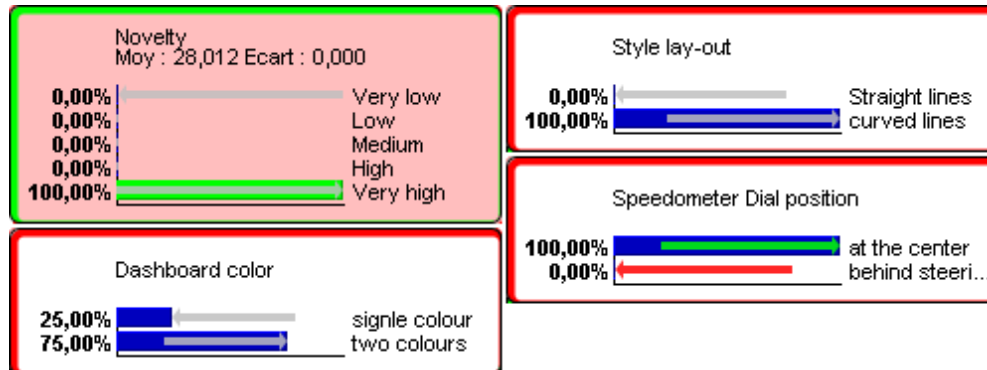 Novelty
Moy : 28,012 Ecart : 0,000
0,00% Very low
0,00% Low
0,00% Medium
0,00% High
100,00% Very high
Dashboard color
25,00% signle colour
75,00% two colours
Style lay-out
0,00% Straight lines
100,00% curved lines
Speedometer Dial position
100,00% at the center
0,00% behind steeri...